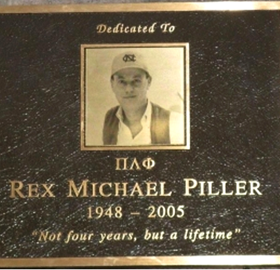 Dedicated To
ΠΛΦ
REX MICHAEL PILLER
1948 – 2005
"Not four years, but a lifetime"